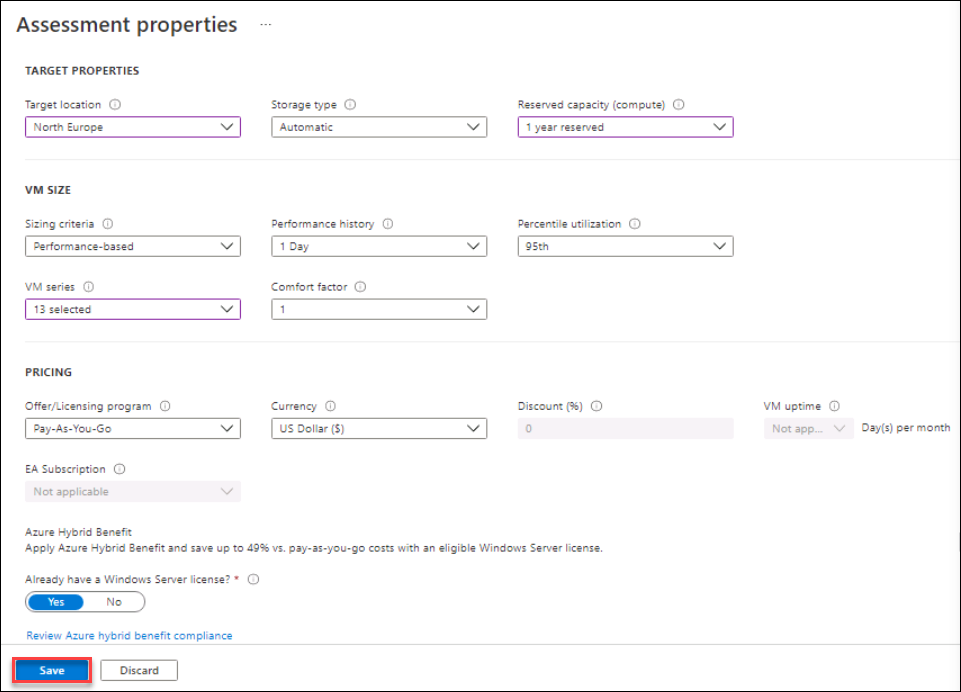 Assessment properties ...
TARGET PROPERTIES
Target location Storage type Reserved capacity (compute)
North Europe Automatic 1 year reserved
VM SIZE
Sizing criteria Performance history Percentile utilization
Performance-based 1 Day 95th
VM series Comfort factor
13 selected 1
PRICING
Offer/Licensing program Currency Discount (%) VM uptime
Pay-As-You-Go US Dollar ($) 0 Not app... Day(s) per month
EA Subscription
Not applicable
Azure Hybrid Benefit
Apply Azure Hybrid Benefit and save up to 49% vs. pay-as-you-go costs with an eligible Windows Server license.
Already have a Windows Server license? *
Yes No
Review Azure hybrid benefit compliance
Save Discard